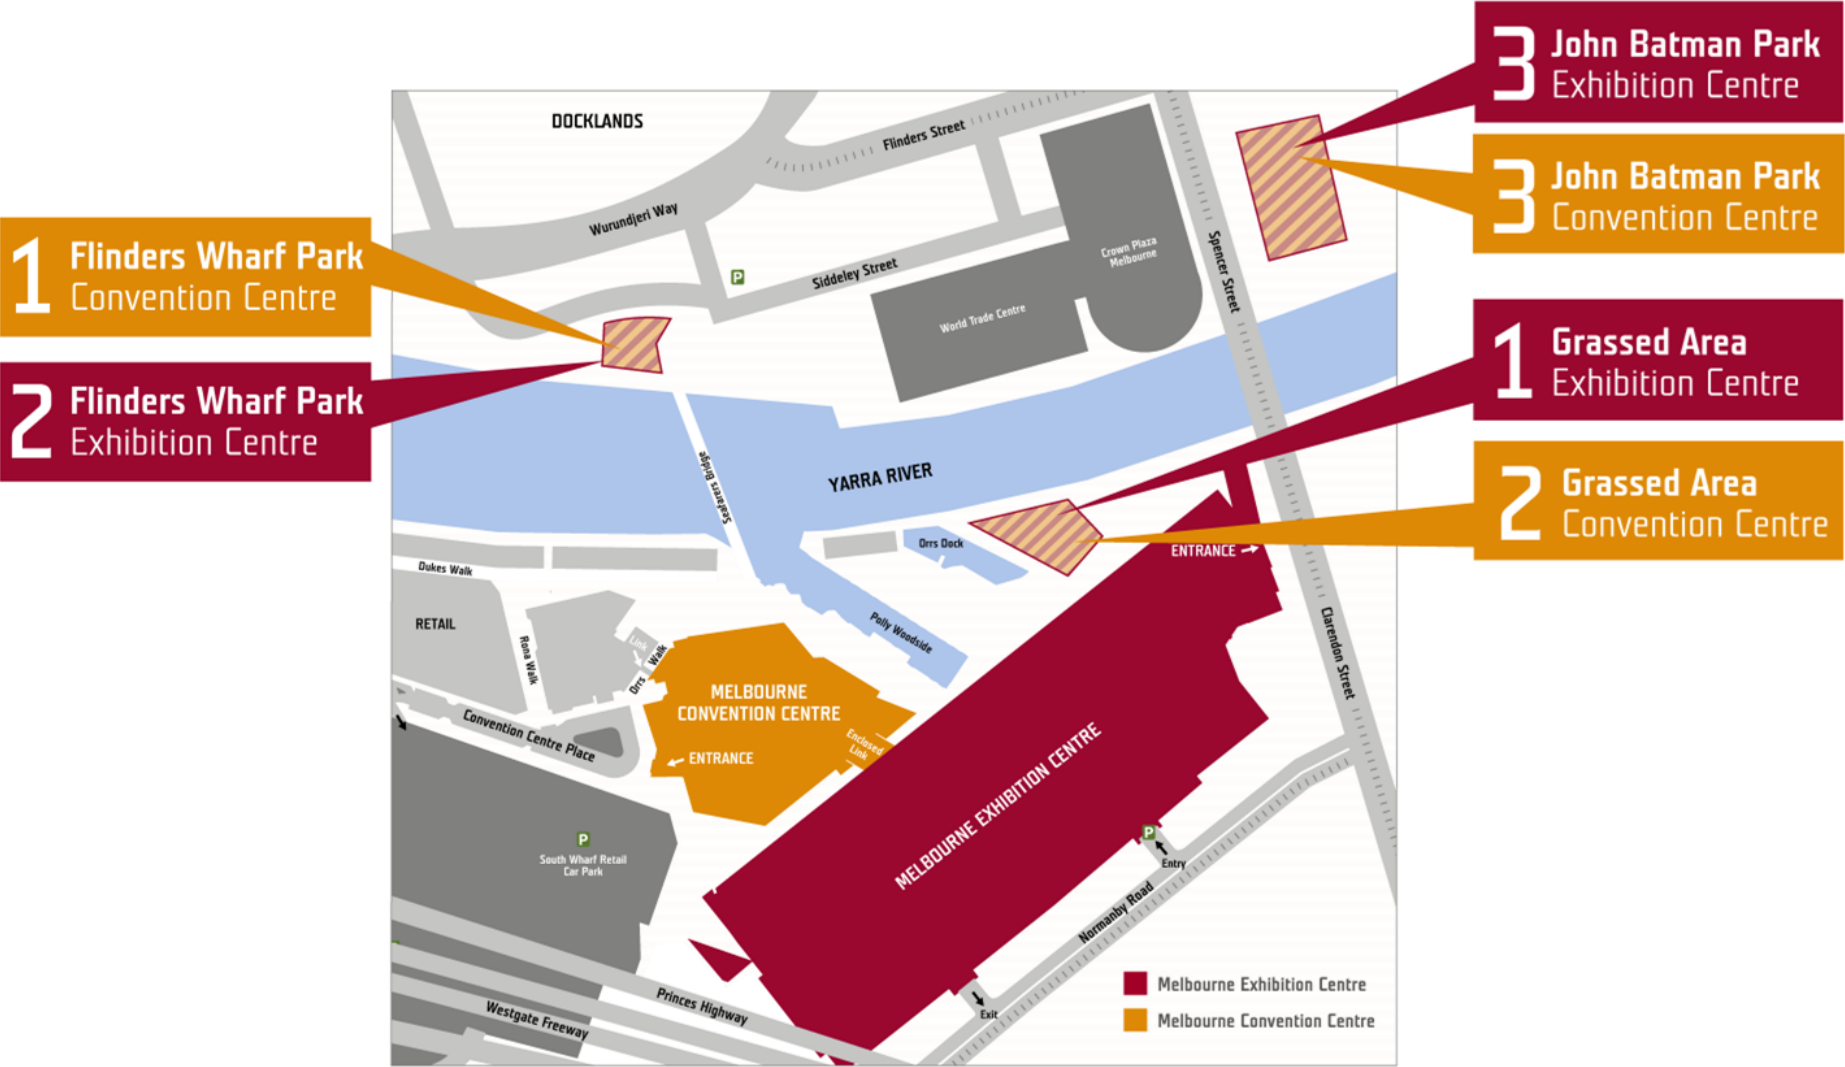 3 John Batman Park
Exhibition Centre
3 John Batman Park
Convention Centre
1 Flinders Wharf Park
Convention Centre
2 Flinders Wharf Park
Exhibition Centre
1 Grassed Area
Exhibition Centre
2 Grassed Area
Convention Centre
DOCKLANDS
Flinders Street
Wurundjeri Way
P
Siddeley Street
Crown Plaza
Melbourne
World Trade Centre
Spencer Street
Seafarers Bridge
YARRA RIVER
Orrs Dock
ENTRANCE
Dukes Walk
RETAIL
Rona Walk
Link
Orrs Walk
Polly Woodside
Clarendon Street
MELBOURNE
CONVENTION CENTRE
Convention Centre Place
ENTRANCE
Enclosed
Link
MELBOURNE EXHIBITION CENTRE
P
South Wharf Retail
Car Park
P
Entry
Normanby Road
Princes Highway
Westgate Freeway
Exit
Melbourne Exhibition Centre
Melbourne Convention Centre